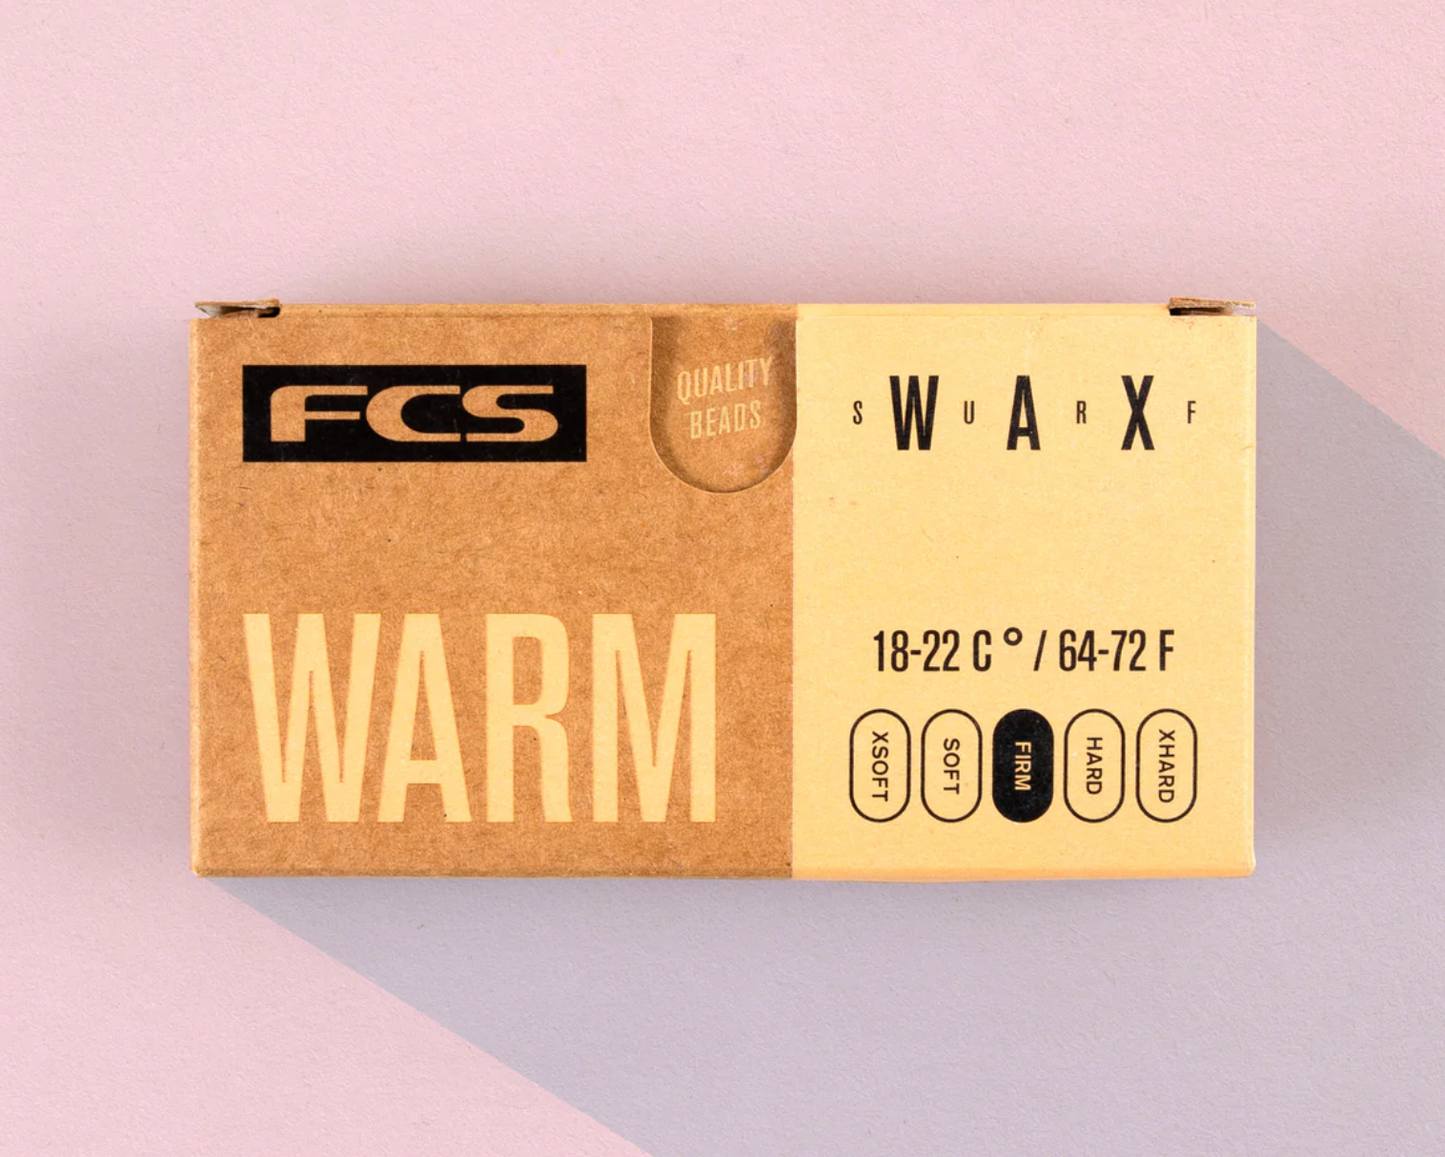 FCS
QUALITY
BEADS
WARM
S W U A R X F
18-22 C° / 64-72 F
XSOFT
SOFT
FIRM
HARD
XHARD